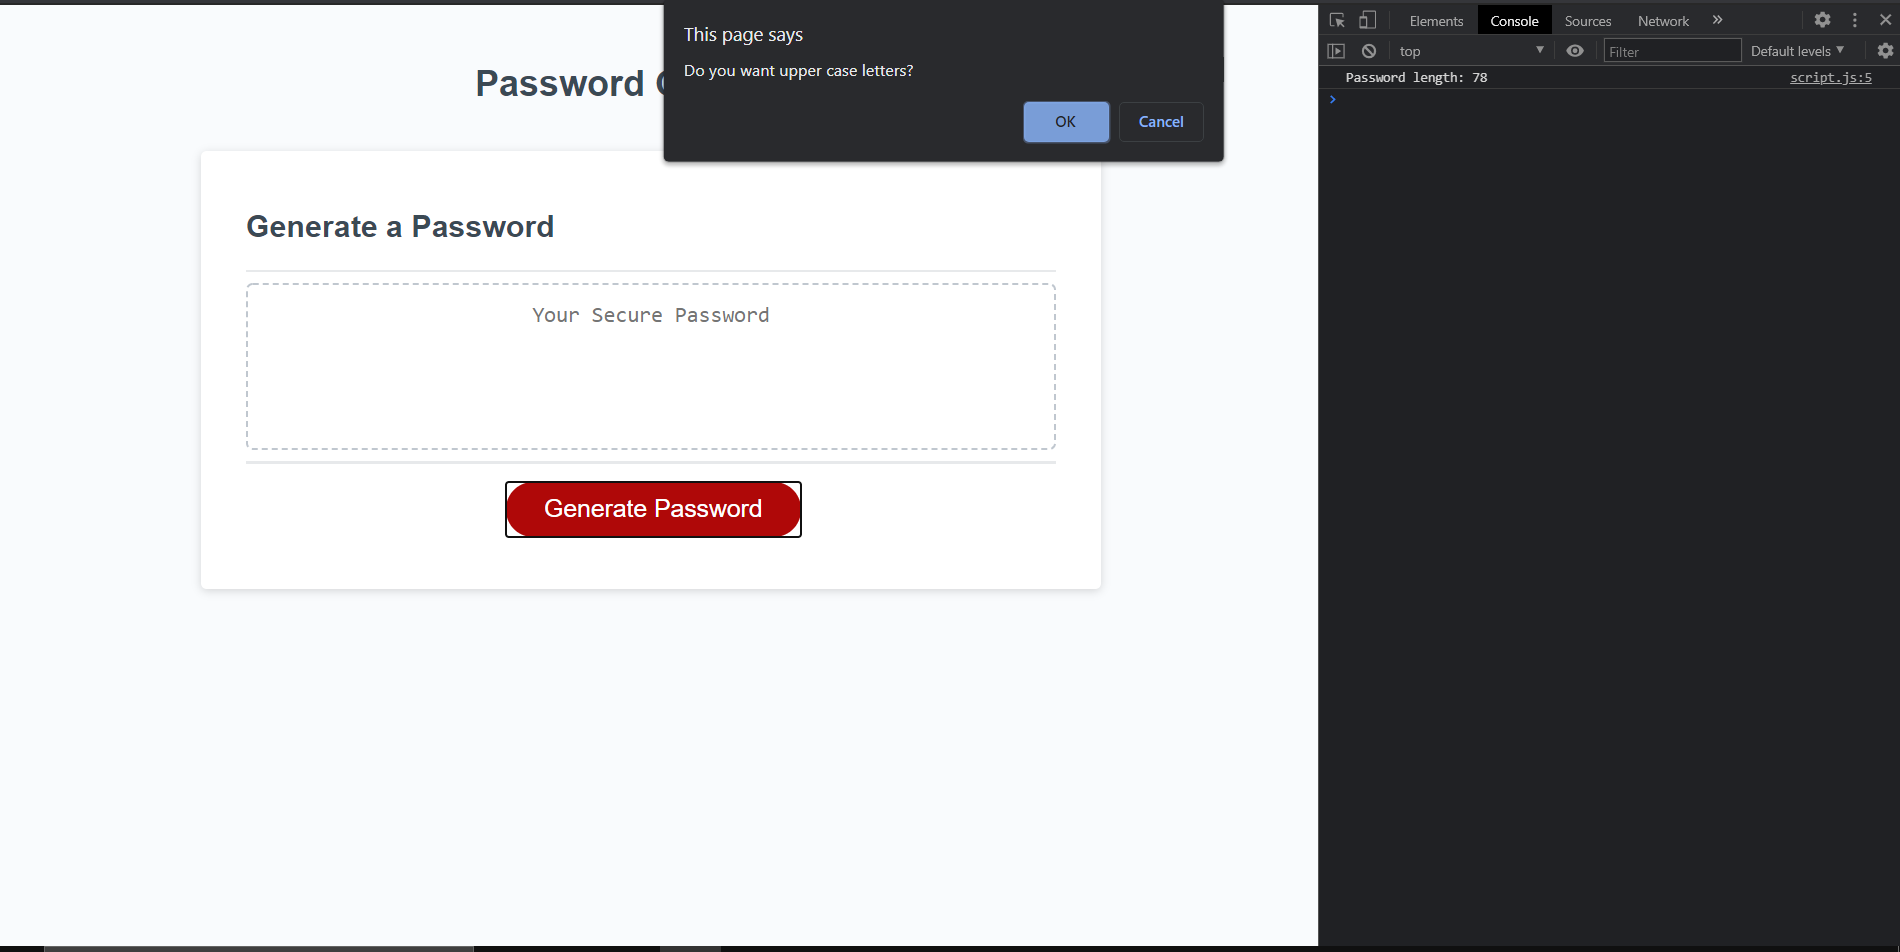 This page says
Do you want upper case letters?
OK Cancel
Password
Generate a Password
Your Secure Password
Generate Password
Elements Console Sources Network »
top Filter Default levels
Password length: 78 script.js:5
>